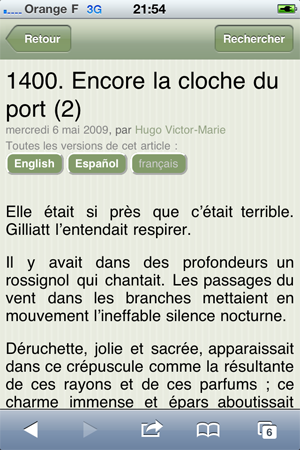 Orange F 3G 21:54
Retour Rechercher
1400. Encore la cloche du
port (2)
mercredi 6 mai 2009, par Hugo Victor-Marie
Toutes les versions de cet article :
English Español français
Elle était si près que c'était terrible.
Gilliatt l'entendait respirer.
Il y avait dans des profondeurs un
rossignol qui chantait. Les passages du
vent dans les branches mettaient en
mouvement l'ineffable silence nocturne.
Déruchette, jolie et sacrée, apparaissait
dans ce crépuscule comme la résultante
de ces rayons et de ces parfums ; ce
charme immense et épars aboutissait
6